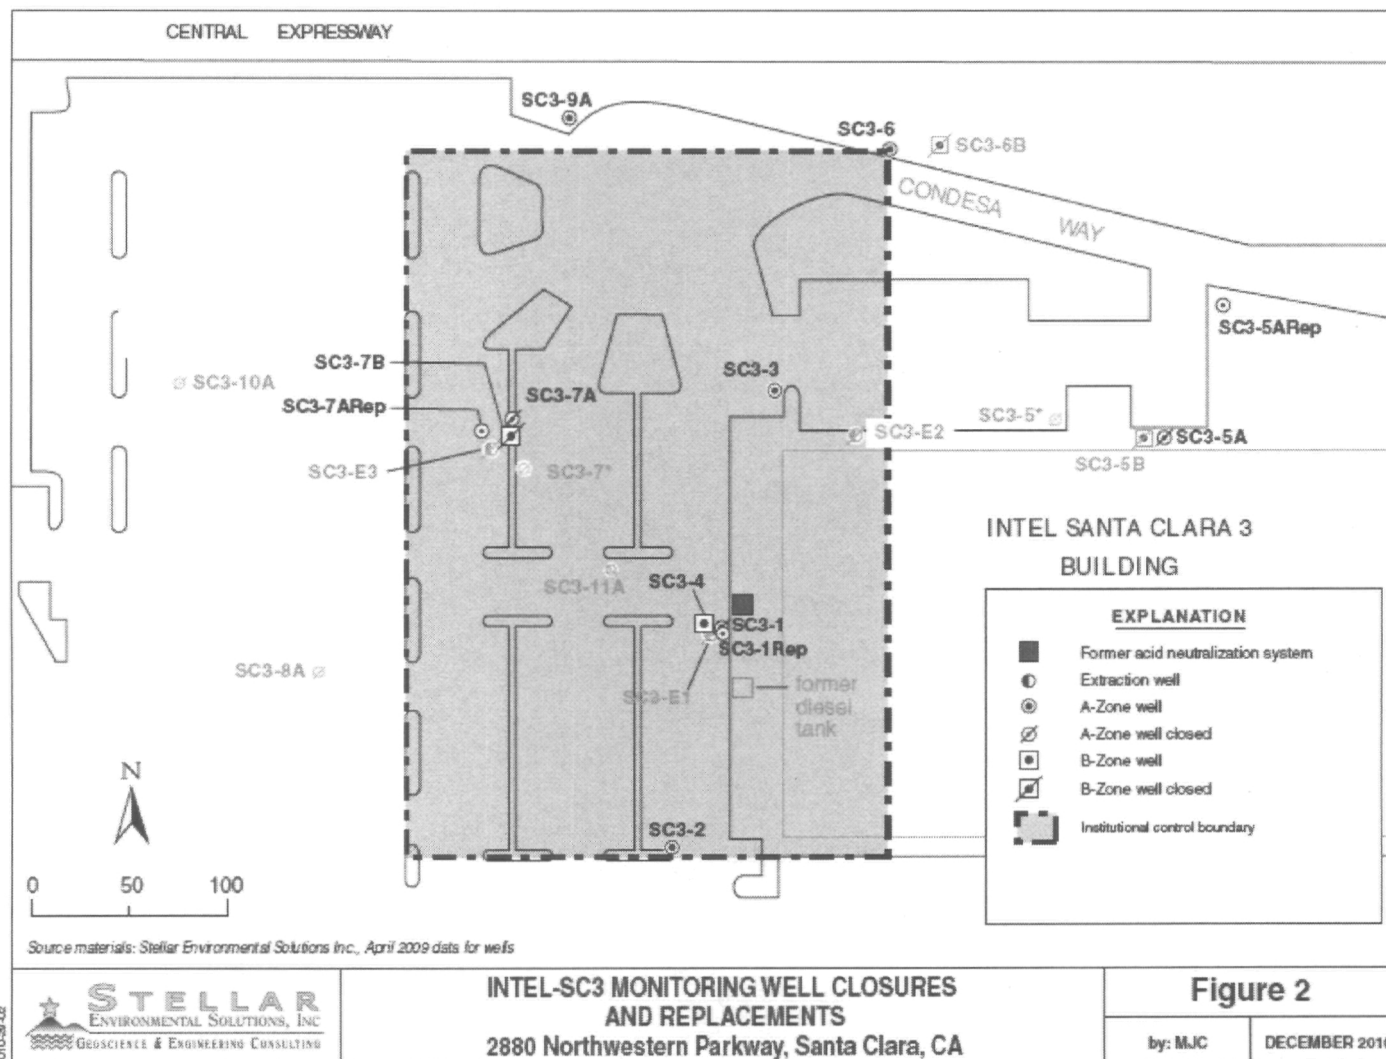 CENTRAL EXPRESSWAY
SC3-9A
SC3-6
SC3-6B
CONDESA WAY
SC3-5ARep
SC3-7B
SC3-3
SC3-10A
SC3-7A
SC3-7ARep
SC3-5*
SC3-E2
SC3-5A
SC3-5B
SC3-E3
SC3-7*
INTEL SANTA CLARA 3
BUILDING
SC3-11A
SC3-4
SC3-1
SC3-1Rep
SC3-8A
SC3-E1
former
diesel
tank
EXPLANATION
Former acid neutralization system
Extraction well
A-Zone well
A-Zone well closed
B-Zone well
B-Zone well closed
Institutional control boundary
N
SC3-2
0 50 100
Source materials: Stellar Environmental Solutions Inc., April 2009 data for wells
STELLAR
ENVIRONMENTAL SOLUTIONS, INC
GEOSCIENCE & ENGINEERING CONSULTING
INTEL-SC3 MONITORING WELL CLOSURES
AND REPLACEMENTS
2880 Northwestern Parkway, Santa Clara, CA
Figure 2
by: MJC
DECEMBER 2010